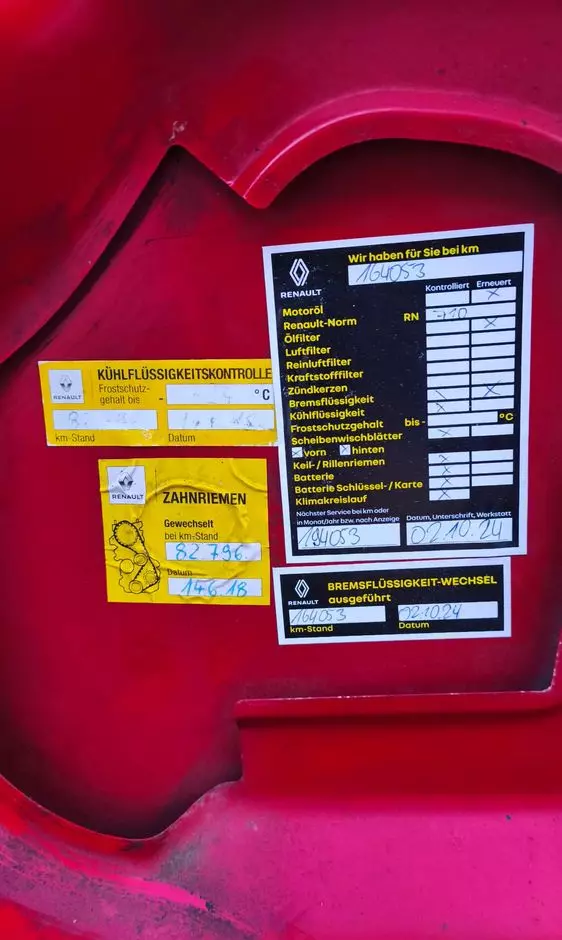 Wir haben für Sie bei km
164053
RENAULT
Kontrolliert Erneuert
Motoröl
Renault-Norm RN 710
Ölfilter
Luftfilter
Reinluftfilter
Kraftstofffilter
Zündkerzen
Bremsflüssigkeit
Kühlflüssigkeit
Frostschutzgehalt bis- °C
Scheibenwischblätter
vorn hinten
Keil-/ Rillenriemen
Batterie
Batterie Schlüssel-/ Karte
Klimakreislauf
Nächster Service bei km oder
in Monat/Jahr bzw. nach Anzeige
Datum, Unterschrift, Werkstatt
194053 02.10.24
KÜHLFLÜSSIGKEITSKONTROLLE
RENAULT
Frostschutz-
gehalt bis - °C
km-Stand Datum
RENAULT
ZAHNRIEMEN
Gewechselt
bei km-Stand
82 796
Datum
14 6 18
RENAULT
BREMSFLÜSSIGKEIT-WECHSEL
ausgeführt
164053 02.10.24
km-Stand Datum